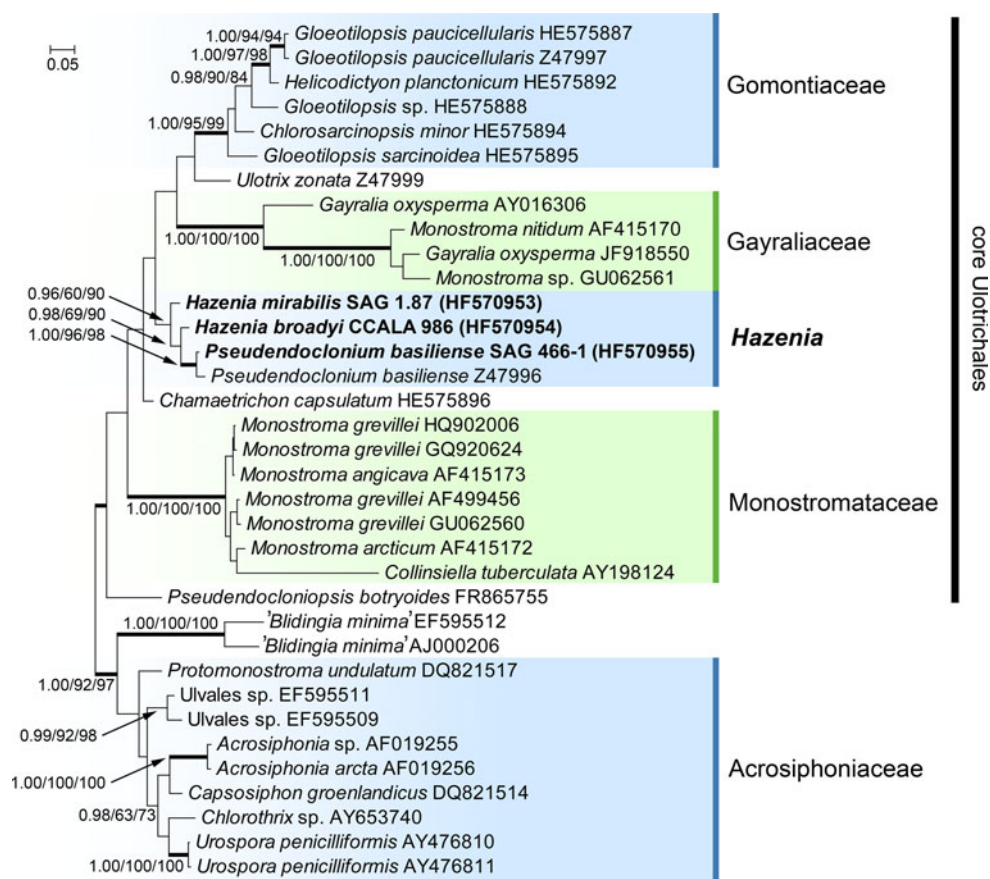 0.05
1.00/94/94
Gloeotilopsis paucicellularis HE575887
1.00/97/98
Gloeotilopsis paucicellularis Z47997
0.98/90/84
Helicodictyon planctonicum HE575892
Gloeotilopsis sp. HE575888
Gomontiaceae
1.00/95/99
Chlorosarcinopsis minor HE575894
Gloeotilopsis sarcinoidea HE575895
Ulotrix zonata Z47999
Gayralia oxysperma AY016306
1.00/100/100
Monostroma nitidum AF415170
Gayraliaceae
1.00/100/100
Gayralia oxysperma JF918550
Monostroma sp. GU062561
core Ulotrichales
0.96/60/90
Hazenia mirabilis SAG 1.87 (HF570953)
0.98/69/90
Hazenia broadyi CCALA 986 (HF570954)
Hazenia
1.00/96/98
Pseudendoclonium basiliense SAG 466-1 (HF570955)
Pseudendoclonium basiliense Z47996
Chamaetrichon capsulatum HE575896
Monostroma grevillei HQ902006
Monostroma grevillei GQ920624
Monostroma angicava AF415173
1.00/100/100
Monostroma grevillei AF499456
Monostromataceae
Monostroma grevillei GU062560
Monostroma arcticum AF415172
Collinsiella tuberculata AY198124
Pseudendocloniopsis botryoides FR865755
1.00/100/100
'Blidingia minima' EF595512
'Blidingia minima' AJ000206
1.00/92/97
Protomonostroma undulatum DQ821517
Ulvales sp. EF595511
0.99/92/98
Ulvales sp. EF595509
Acrosiphonia sp. AF019255
1.00/100/100
Acrosiphonia arcta AF019256
Acrosiphoniaceae
Capsosiphon groenlandicus DQ821514
0.98/63/73
Chlorothrix sp. AY653740
Urospora penicilliformis AY476810
1.00/100/100
Urospora penicilliformis AY476811